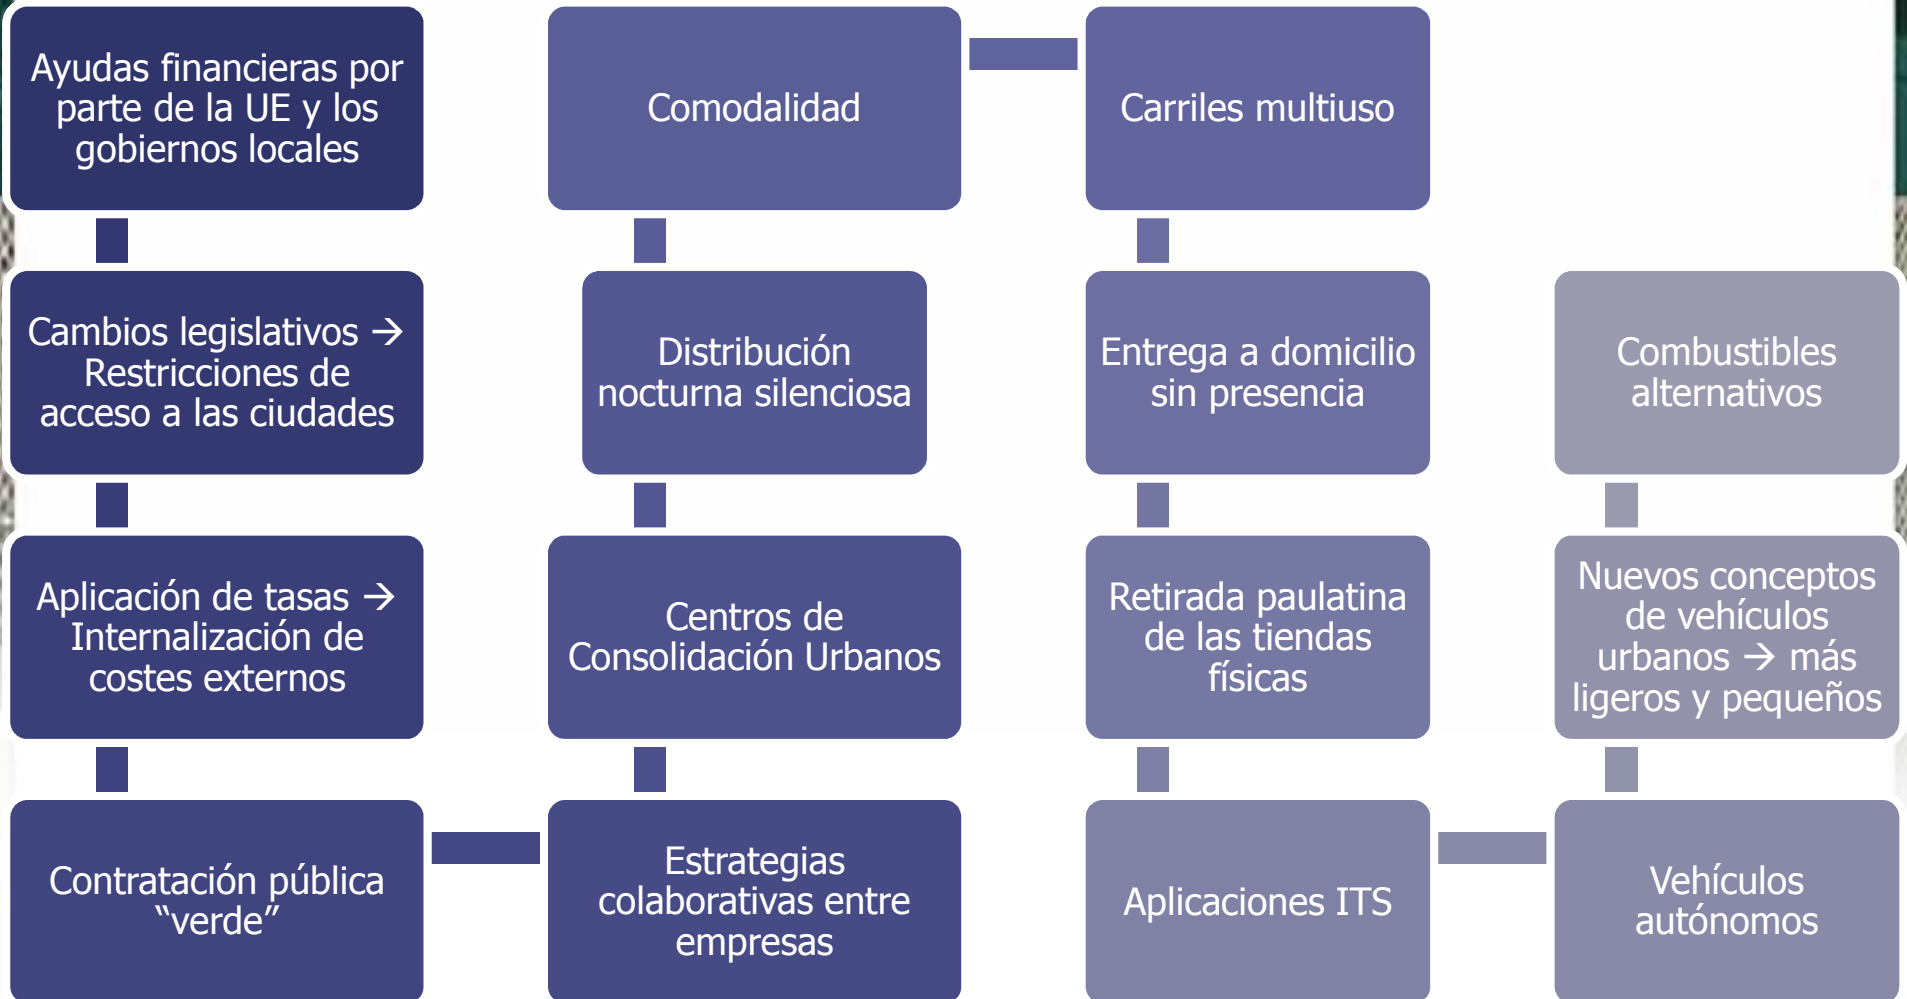 Ayudas financieras por
parte de la UE y los
gobiernos locales
Cambios legislativos →
Restricciones de
acceso a las ciudades
Aplicación de tasas →
Internalización de
costes externos
Contratación pública
“verde”
Estrategias
colaborativas entre
empresas
Centros de
Consolidación Urbanos
Distribución
nocturna silenciosa
Comodalidad
Carriles multiuso
Entrega a domicilio
sin presencia
Retirada paulatina
de las tiendas
físicas
Aplicaciones ITS
Vehículos
autónomos
Nuevos conceptos
de vehículos
urbanos → más
ligeros y pequeños
Combustibles
alternativos